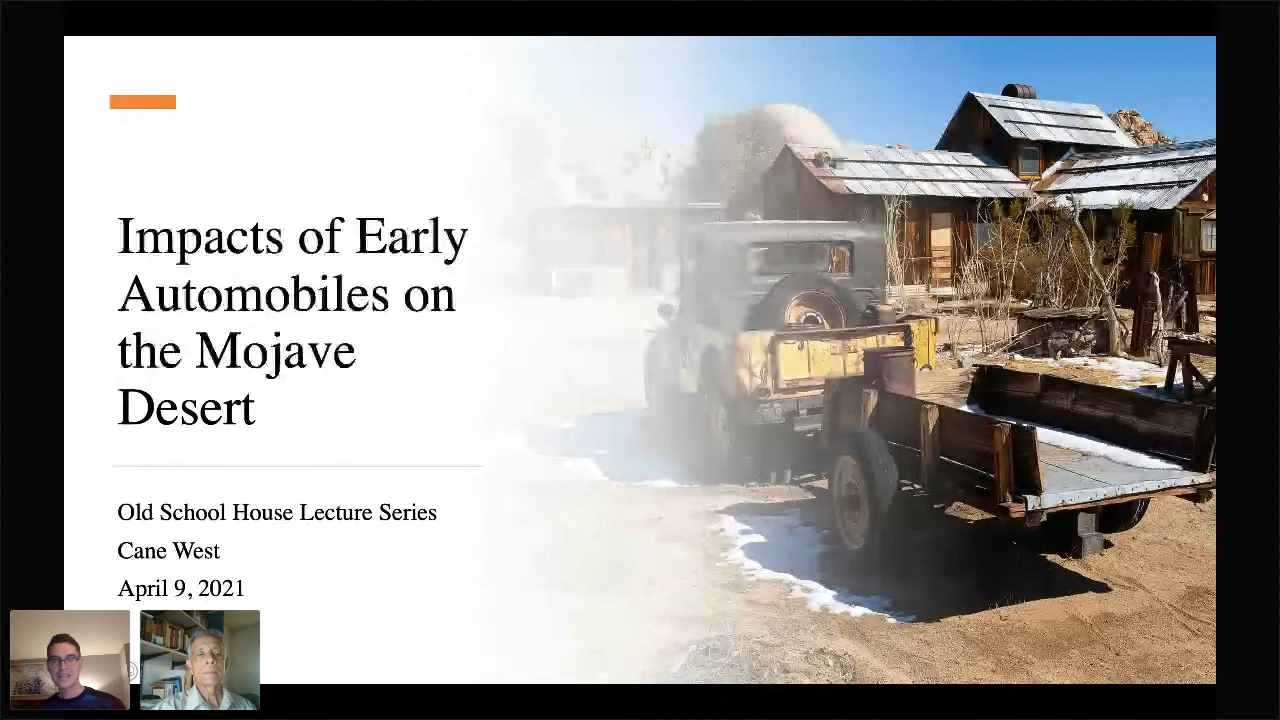 Impacts of Early
Automobiles on
the Mojave
Desert
Old School House Lecture Series
Cane West
April 9, 2021